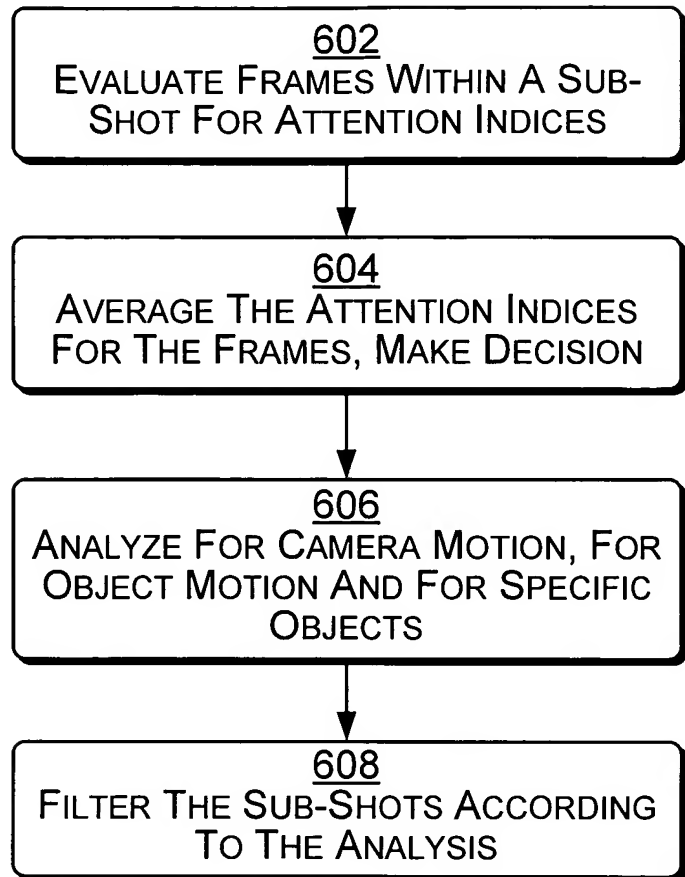 602
EVALUATE FRAMES WITHIN A SUB-
SHOT FOR ATTENTION INDICES
604
AVERAGE THE ATTENTION INDICES
FOR THE FRAMES, MAKE DECISION
606
ANALYZE FOR CAMERA MOTION, FOR
OBJECT MOTION AND FOR SPECIFIC
OBJECTS
608
FILTER THE SUB-SHOTS ACCORDING
TO THE ANALYSIS